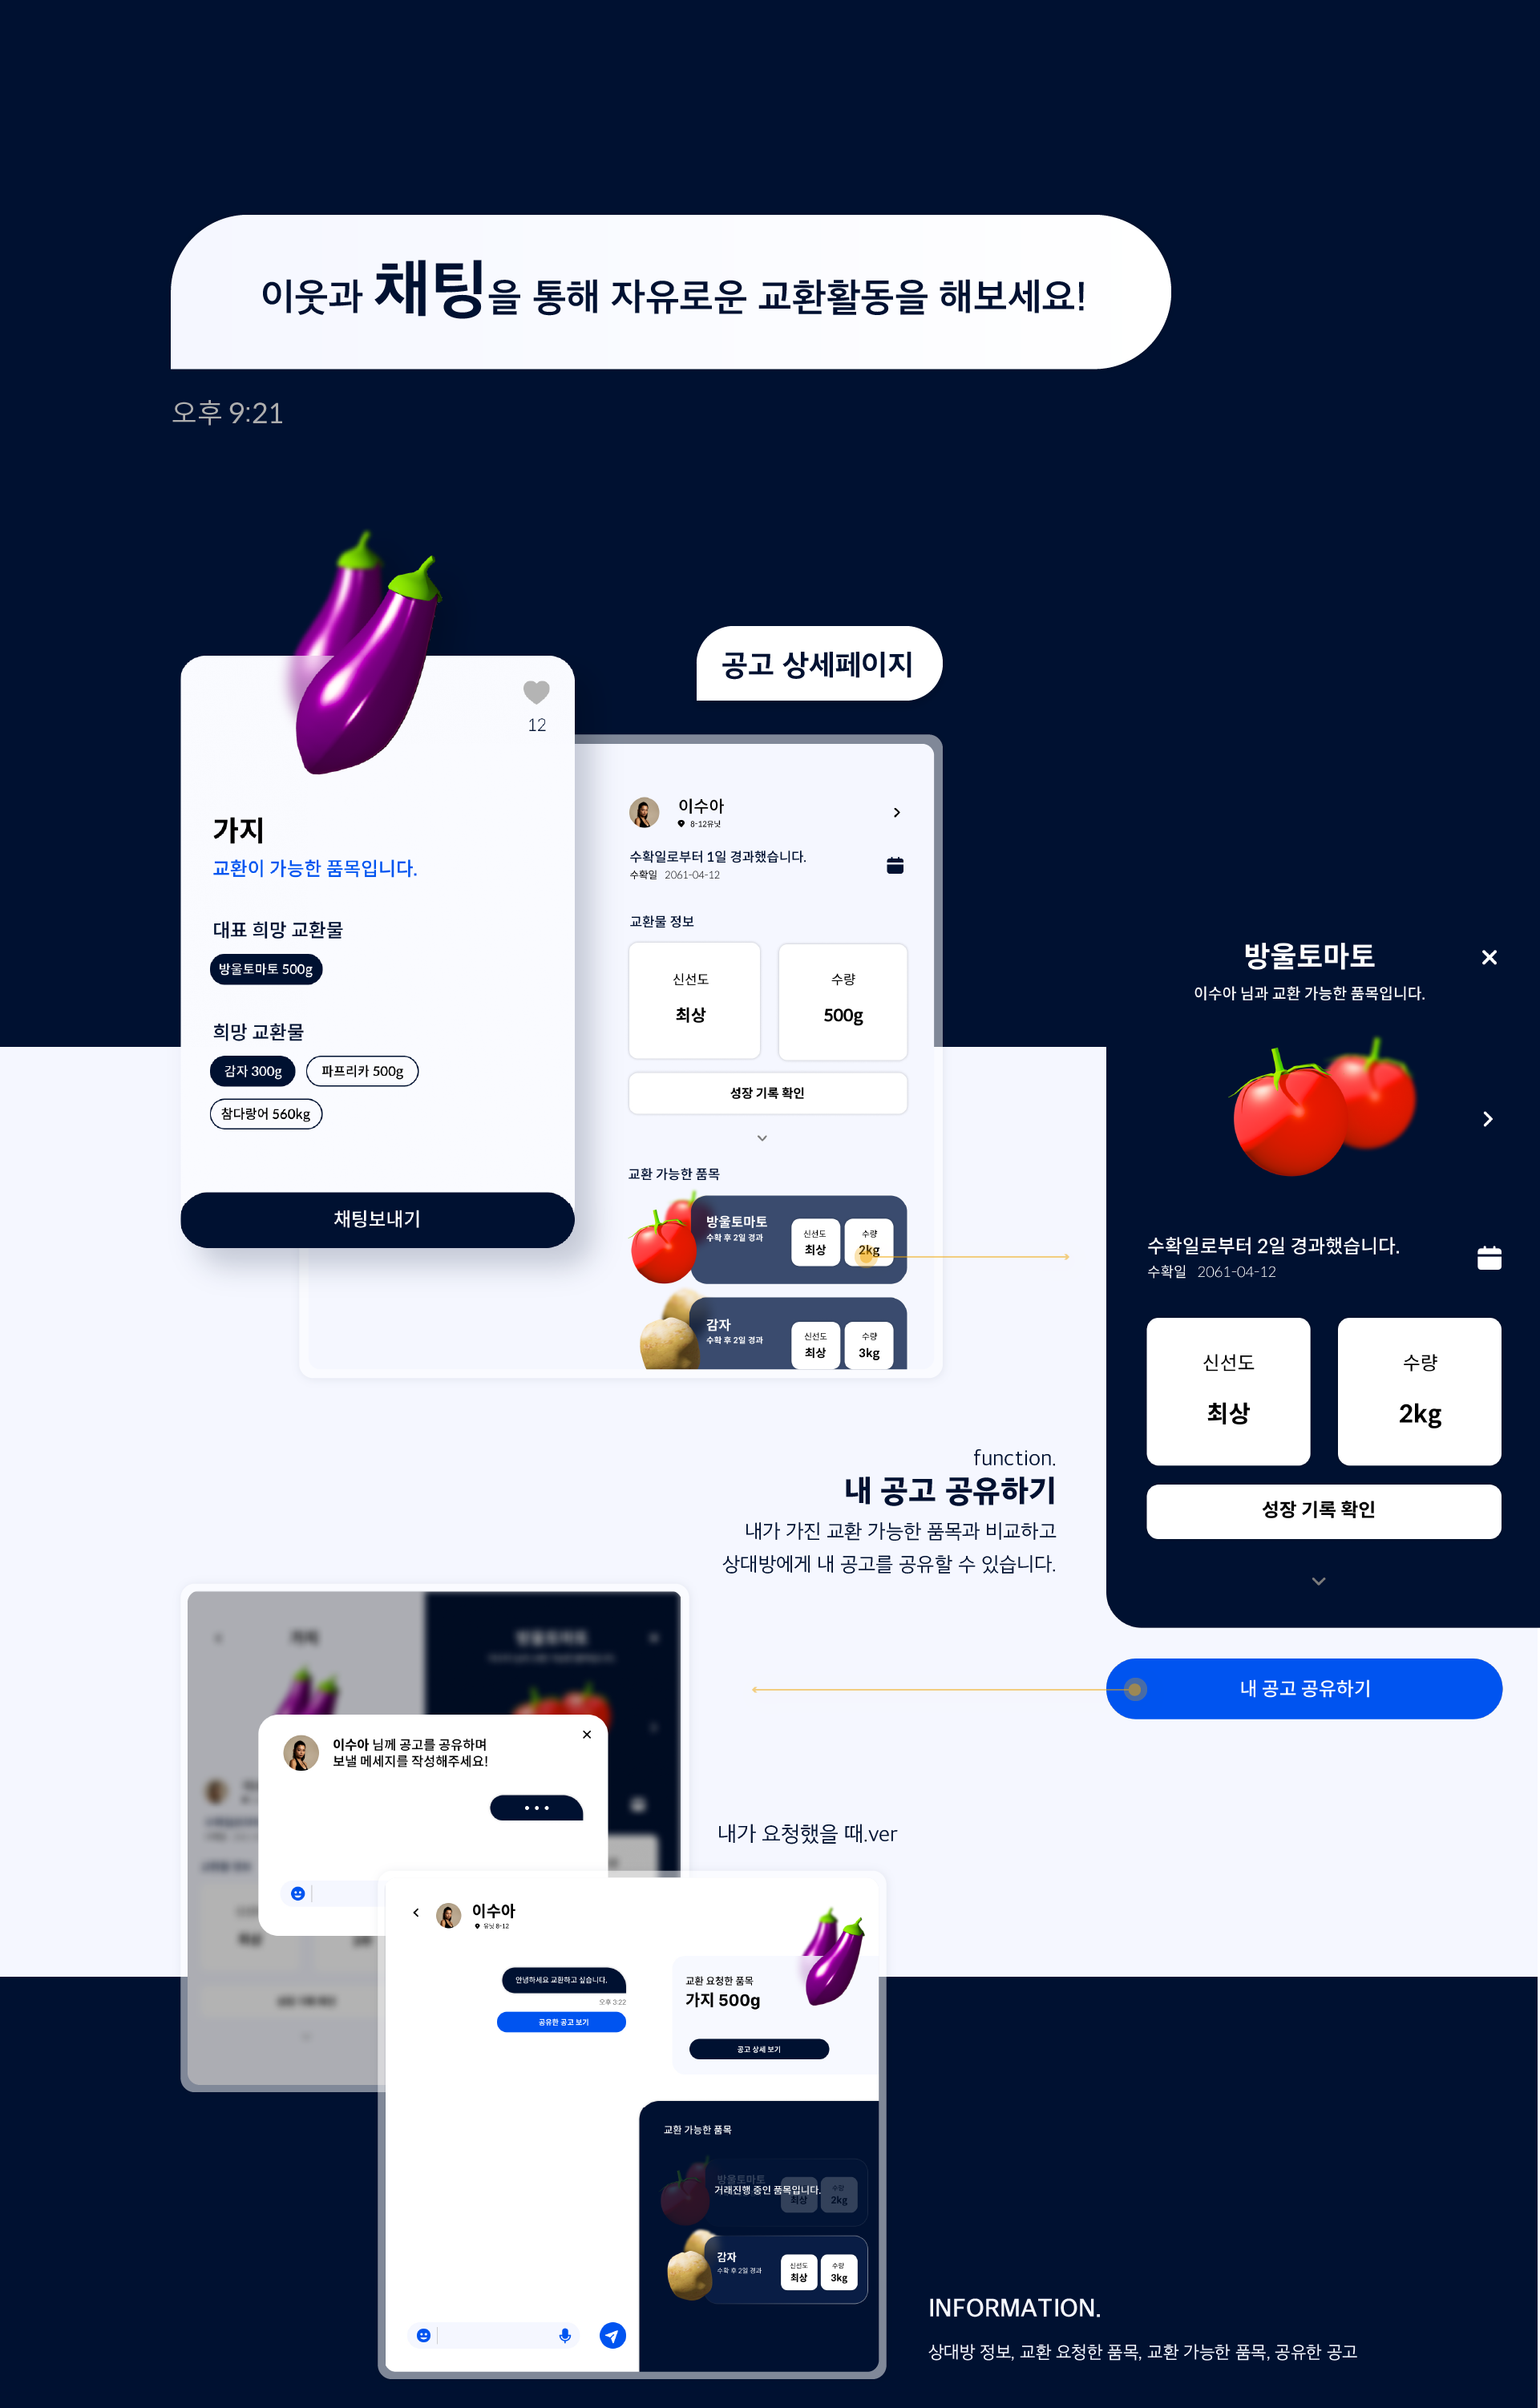 이웃과 채팅을 통해 자유로운 교환활동을 해보세요!
오후 9:21
공고 상세페이지
12
가지
교환이 가능한 품목입니다.
대표 희망 교환물
방울토마토 500g
희망 교환물
감자 300g
파프리카 500g
참다랑어 560kg
채팅보내기
이수아
8-12유닛
수확일로부터 1일 경과했습니다.
수확일 2061-04-12
교환물 정보
신선도
최상
수량
500g
성장 기록 확인
교환 가능한 품목
방울토마토
수확 후 2일 경과
신선도
최상
수량
2kg
감자
수확 후 2일 경과
신선도
최상
수량
3kg
방울토마토
이수아 님과 교환 가능한 품목입니다.
수확일로부터 2일 경과했습니다.
수확일 2061-04-12
신선도
최상
수량
2kg
성장 기록 확인
내 공고 공유하기
function.
내 공고 공유하기
내가 가진 교환 가능한 품목과 비교하고
상대방에게 내 공고를 공유할 수 있습니다.
가지
방울토마토
이수아 님께 공고를 공유하며
보낼 메세지를 작성해주세요!
내가 요청했을 때.ver
이수아
유닛 8-12
안녕하세요 교환하고 싶습니다.
오후 3:22
공유한 공고 보기
교환 요청한 품목
가지 500g
공고 상세 보기
교환 가능한 품목
방울토마토
거래진행 중인 품목입니다.
최상
수량
2kg
감자
수확 후 2일 경과
신선도
최상
수량
3kg
INFORMATION.
상대방 정보, 교환 요청한 품목, 교환 가능한 품목, 공유한 공고